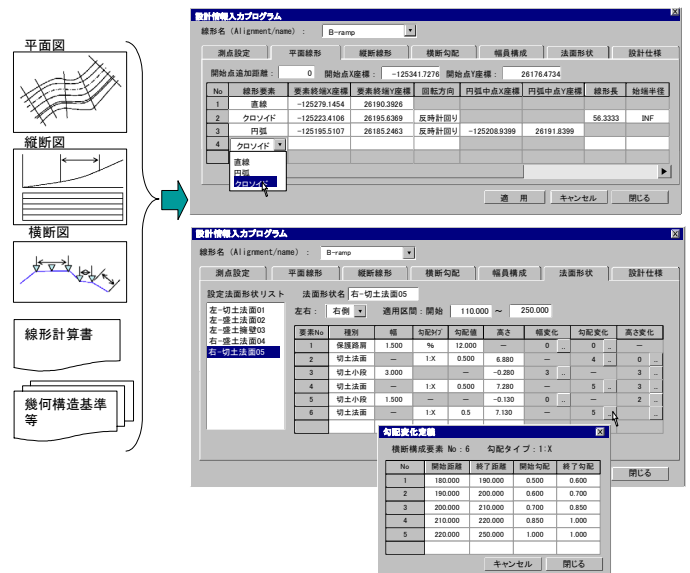 平面図
縦断図
横断図
線形計算書
幾何構造基準
等
設計情報入力プログラム
線形名 (Alignment/name) : B-ramp
測点設定 平面線形 縦断線形 横断勾配 幅員構成 法面形状 設計仕様
開始点追加距離: 0 開始点X座標: -125341.7276 開始点Y座標: 26176.4734
No 線形要素 要素終端X座標 要素終端Y座標 回転方向 円弧中点X座標 円弧中点Y座標 線形長 始端半径
1 直線 -125279.1454 26190.3926
2 クロソイド -125223.4106 26195.6369 反時計回り 56.3333 INF
3 円弧 -125195.5107 26185.2463 反時計回り -125208.9399 26191.8399
4 クロソイド
直線
円弧
クロソイド
適 用 キャンセル 閉じる
設計情報入力プログラム
線形名 (Alignment/name) : B-ramp
測点設定 平面線形 縦断線形 横断勾配 幅員構成 法面形状 設計仕様
設定法面形状リスト 法面形状名 右-切土法面05
左-切土法面01
左-盛土法面02
左-盛土擁壁03
左-盛土法面04
右-切土法面05
左右: 右側 適用区間:開始 110.000 ~ 250.000
要素No 種別 幅 勾配ﾀｲﾌﾟ 勾配値 高さ 幅変化 勾配変化 高さ変化
1 保護路肩 1.500 % 12.000 - 0 .. 0 .. -
2 切土法面 - 1:X 0.500 6.880 - 4 .. 0 ..
3 切土小段 3.000 -0.280 3 .. - 3 ..
4 切土法面 - 1:X 0.500 7.280 - 5 .. 3 ..
5 切土小段 1.500 - -0.130 0 .. - 2 ..
6 切土法面 - 1:X 0.5 7.130 - 5 .. ..
閉じる
勾配変化定義
横断構成要素 No:6 勾配タイプ:1:X
No 開始距離 終了距離 開始勾配 終了勾配
1 180.000 190.000 0.500 0.600
2 190.000 200.000 0.600 0.700
3 200.000 210.000 0.700 0.850
4 210.000 220.000 0.850 1.000
5 220.000 250.000 1.000 1.000
キャンセル 閉じる